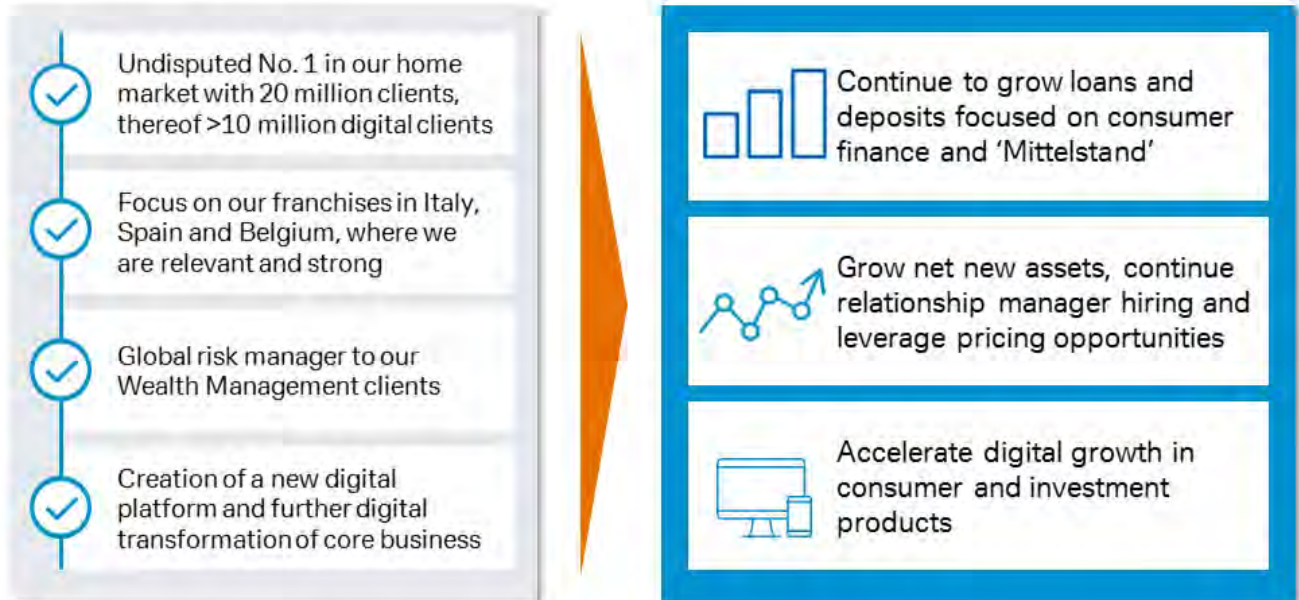 Undisputed No. 1 in our home
market with 20 million clients,
thereof >10 million digital clients
Focus on our franchises in Italy,
Spain and Belgium, where we
are relevant and strong
Global risk manager to our
Wealth Management clients
Creation of a new digital
platform and further digital
transformation of core business
Continue to grow loans and
deposits focused on consumer
finance and ‘Mittelstand’
Grow net new assets, continue
relationship manager hiring and
leverage pricing opportunities
Accelerate digital growth in
consumer and investment
products